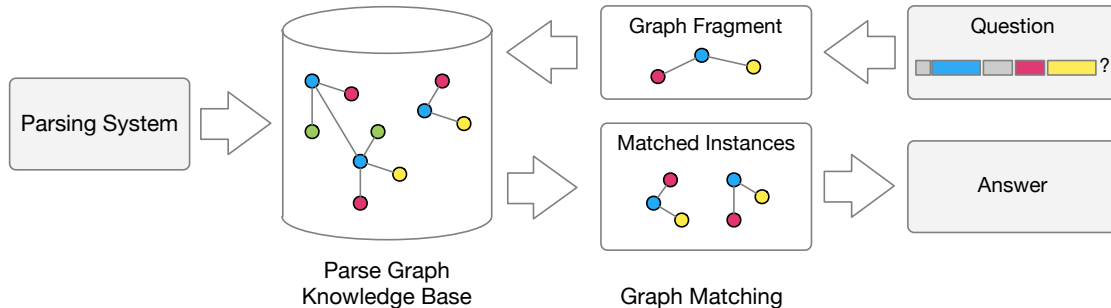 Parsing System
Graph Fragment
Question
?
Matched Instances
Answer
Parse Graph
Knowledge Base
Graph Matching